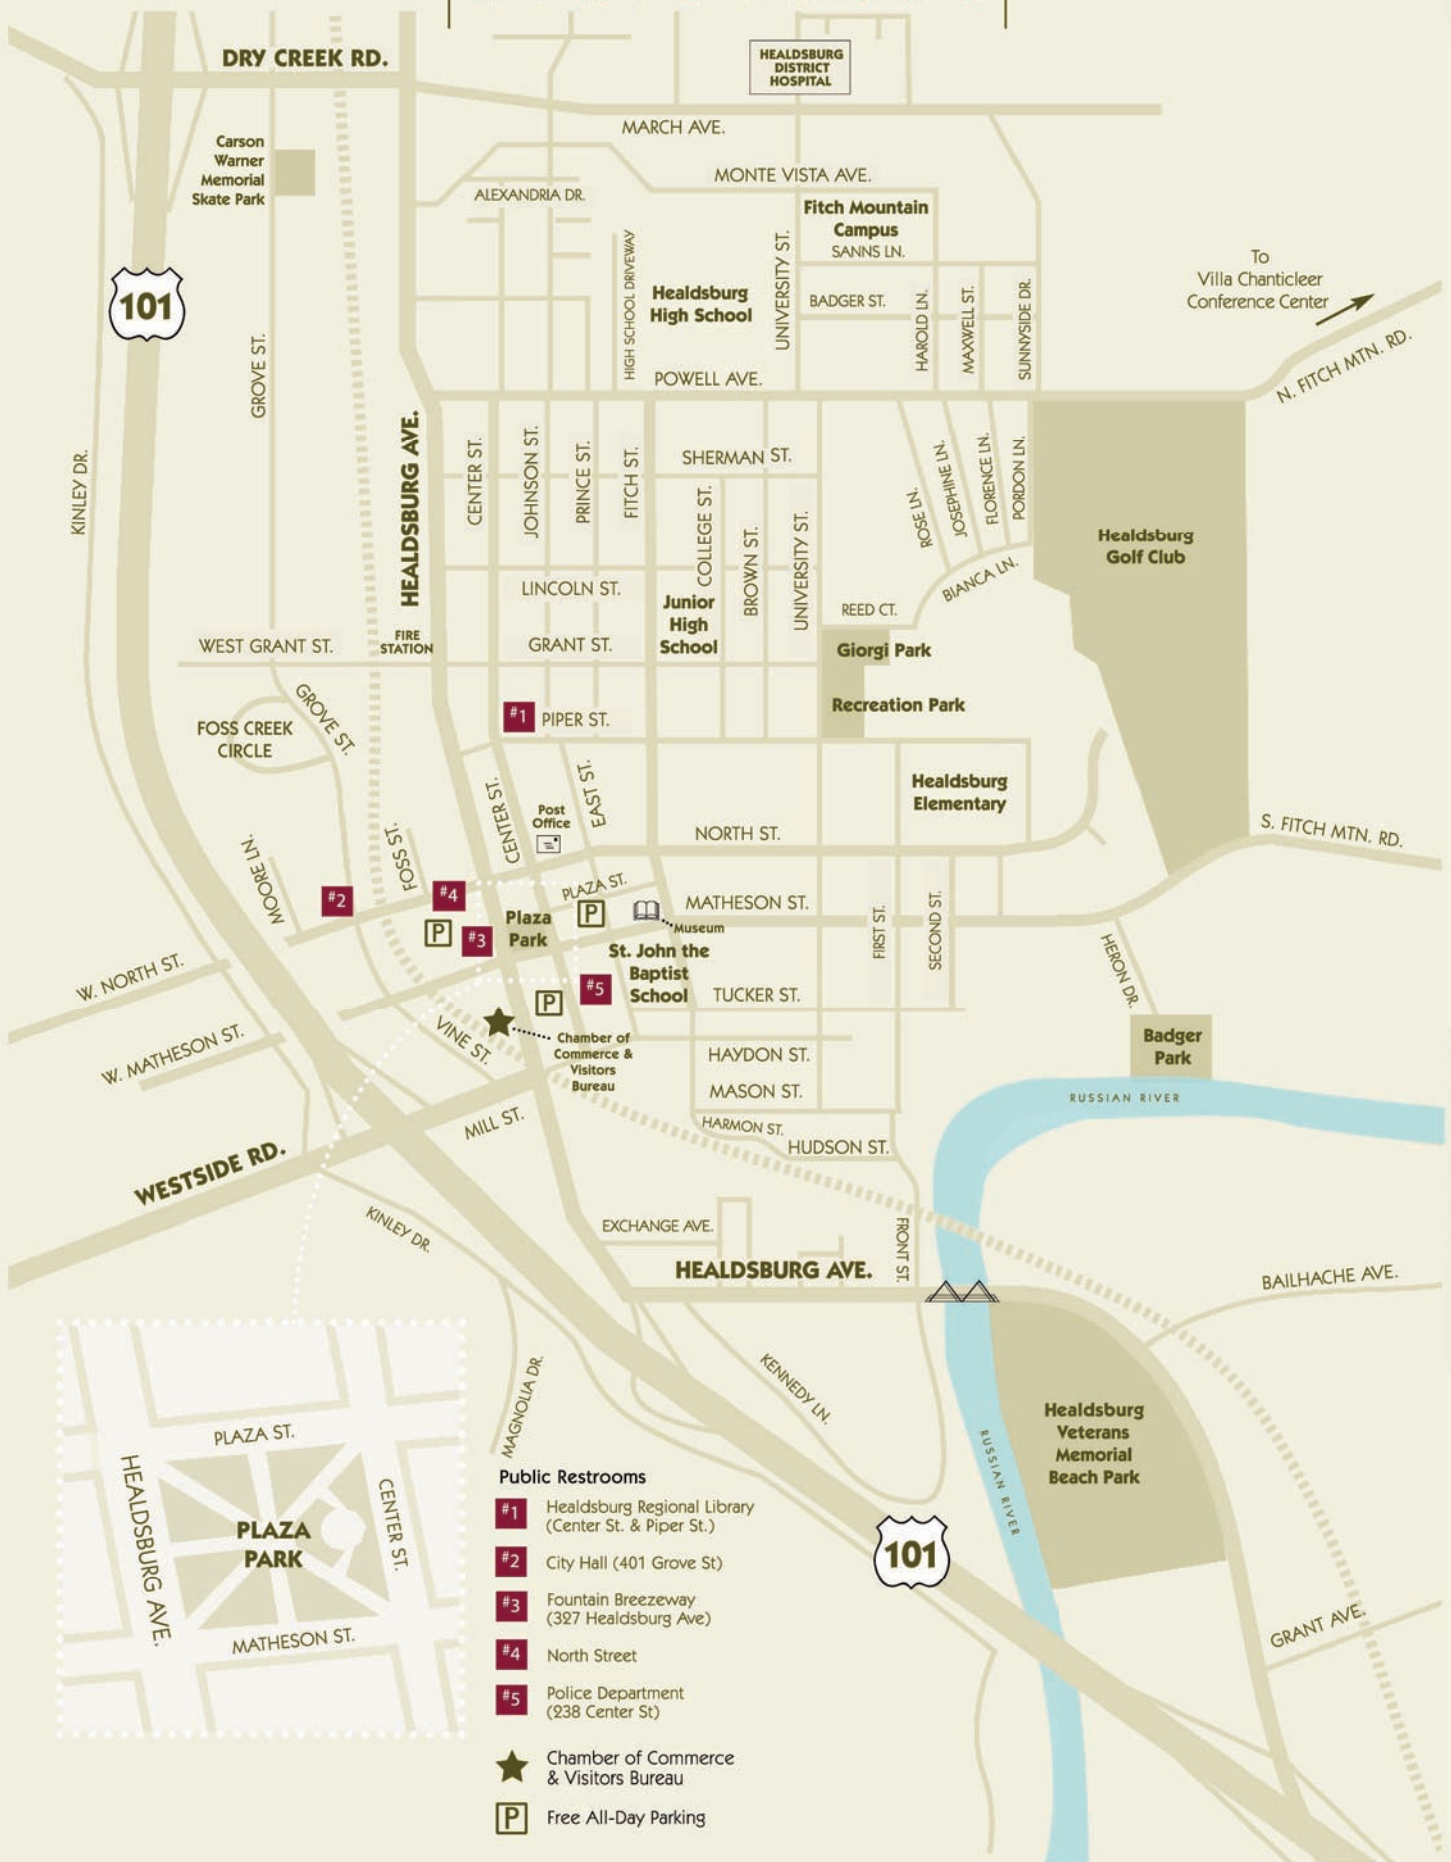 DRY CREEK RD.
HEALDSBURG
DISTRICT
HOSPITAL
MARCH AVE.
Carson
Warner
Memorial
Skate Park
MONTE VISTA AVE.
ALEXANDRIA DR.
Fitch Mountain
Campus
SANNS LN.
HIGH SCHOOL DRIVEWAY
UNIVERSITY ST.
To
Villa Chanticleer
Conference Center
101
Healdsburg
High School
BADGER ST.
HAROLD LN.
MAXWELL ST.
SUNNYSIDE DR.
GROVE ST.
POWELL AVE.
N. FITCH MTN. RD.
KINLEY DR.
HEALDSBURG AVE.
CENTER ST.
JOHNSON ST.
PRINCE ST.
FITCH ST.
SHERMAN ST.
COLLEGE ST.
BROWN ST.
UNIVERSITY ST.
ROSE LN.
JOSEPHINE LN.
FLORENCE LN.
PORDON LN.
Healdsburg
Golf Club
LINCOLN ST.
BIANCA LN.
Junior
High
School
REED CT.
WEST GRANT ST.
FIRE
STATION
GRANT ST.
Giorgi Park
GROVE ST.
Recreation Park
#1
PIPER ST.
FOSS CREEK
CIRCLE
CENTER ST.
EAST ST.
Healdsburg
Elementary
Post
Office
NORTH ST.
S. FITCH MTN. RD.
MOORE LN.
FOSS ST.
#2
#4
PLAZA ST.
P
MATHESON ST.
P
#3
Plaza
Park
Museum
FIRST ST.
SECOND ST.
St. John the
Baptist
School
HERON DR.
W. NORTH ST.
#5
P
TUCKER ST.
VINE ST.
W. MATHESON ST.
Chamber of
Commerce &
Visitors
Bureau
HAYDON ST.
Badger
Park
MASON ST.
RUSSIAN RIVER
MILL ST.
HARMON ST.
HUDSON ST.
WESTSIDE RD.
KINLEY DR.
EXCHANGE AVE.
FRONT ST.
HEALDSBURG AVE.
BAILHACHE AVE.
MAGNOLIA DR.
KENNEDY LN.
Healdsburg
Veterans
Memorial
Beach Park
RUSSIAN RIVER
101
GRANT AVE.
PLAZA ST.
HEALDSBURG AVE.
CENTER ST.
PLAZA
PARK
MATHESON ST.
Public Restrooms
#1 Healdsburg Regional Library
(Center St. & Piper St.)
#2 City Hall (401 Grove St)
#3 Fountain Breezeway
(327 Healdsburg Ave)
#4 North Street
#5 Police Department
(238 Center St)
Chamber of Commerce
& Visitors Bureau
P Free All-Day Parking